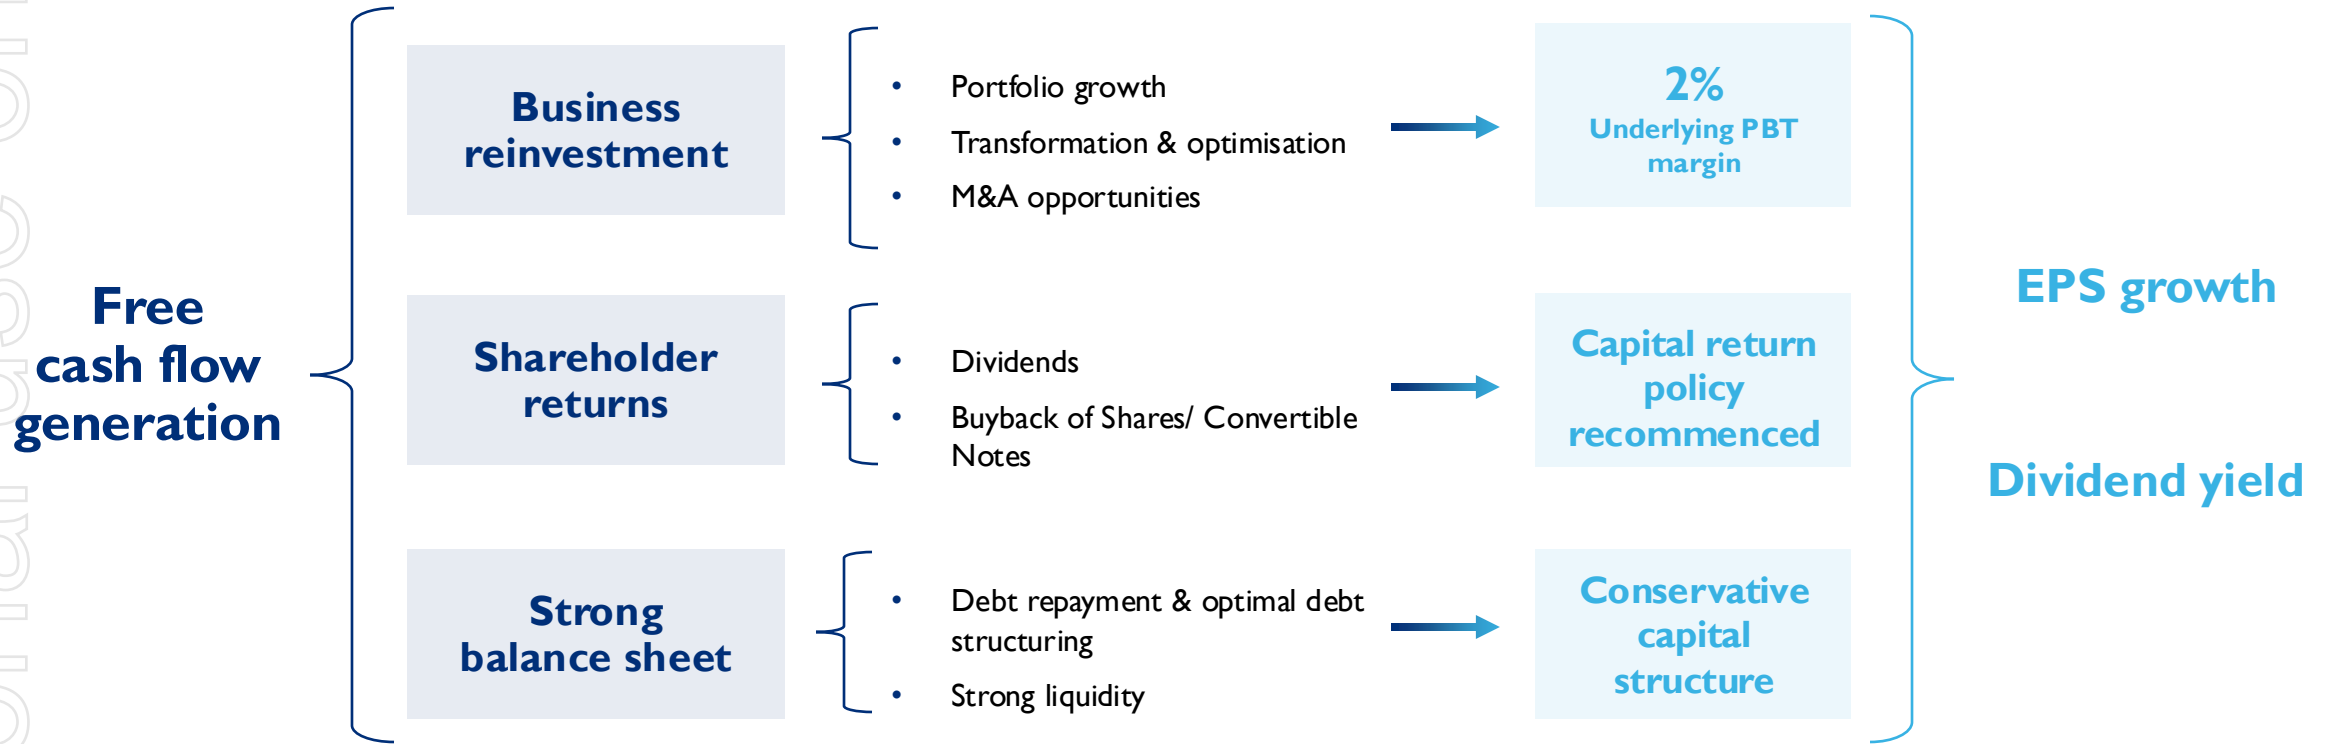 Free
cash flow
generation
Business
reinvestment
• Portfolio growth
• Transformation & optimisation
• M&A opportunities
2%
Underlying PBT
margin
Shareholder
returns
• Dividends
• Buyback of Shares/ Convertible
Notes
Capital return
policy
recommenced
Strong
balance sheet
• Debt repayment & optimal debt
structuring
• Strong liquidity
Conservative
capital
structure
EPS growth
Dividend yield